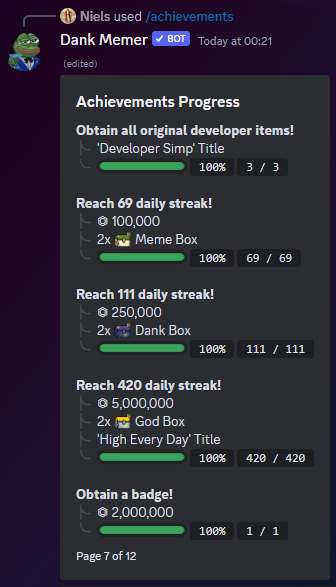 Niels used /achievements
Dank Memer ✓ BOT Today at 00:21
(edited)
Achievements Progress
Obtain all original developer items!
'Developer Simp' Title
100% 3 / 3
Reach 69 daily streak!
100,000
2x Meme Box
100% 69 / 69
Reach 111 daily streak!
250,000
2x Dank Box
100% 111 / 111
Reach 420 daily streak!
5,000,000
2x God Box
'High Every Day' Title
100% 420 / 420
Obtain a badge!
2,000,000
100% 1 / 1
Page 7 of 12